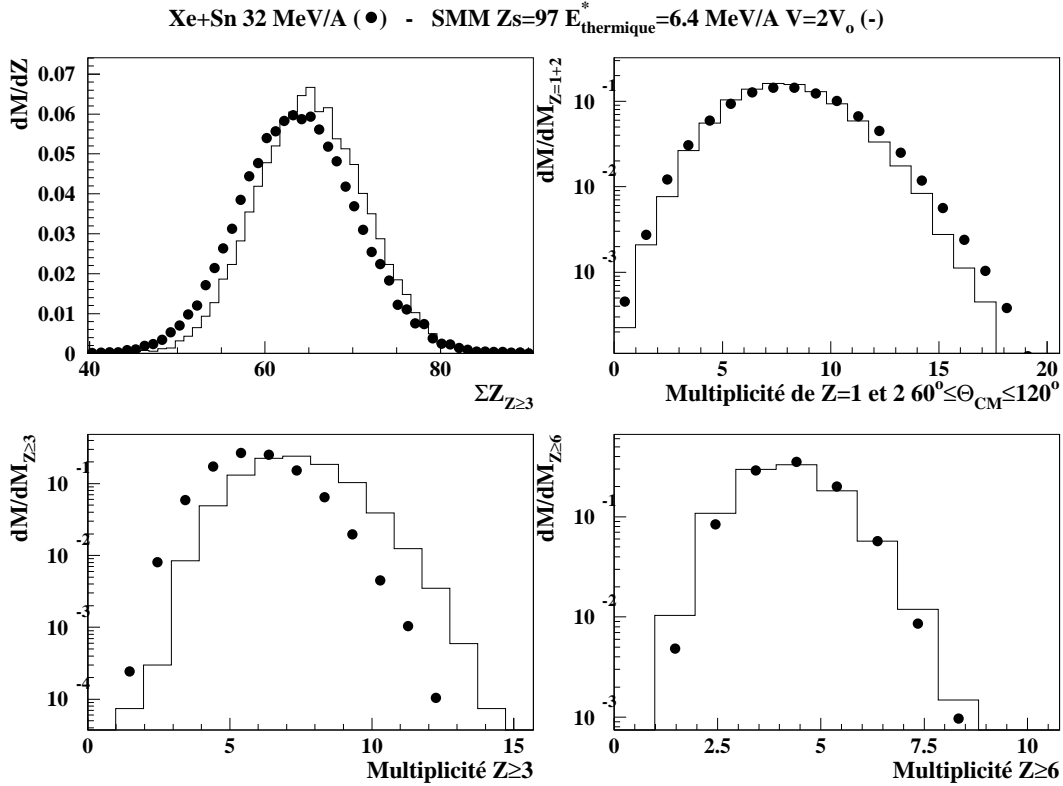 Xe+Sn 32 MeV/A (●) - SMM Zs=97 E*thermique=6.4 MeV/A V=2Vo (-)
dM/dZ
0.07
0.06
0.05
0.04
0.03
0.02
0.01
0
40 60 80
ΣZZ≥3
dM/dMZ=1+2
10-1
10-2
10-3
0 5 10 15 20
Multiplicité de Z=1 et 2 60o≤ΘCM≤120o
dM/dMZ≥3
10-1
10-2
10-3
10-4
0 5 10 15
Multiplicité Z≥3
dM/dMZ≥6
10-1
10-2
10-3
0 2.5 5 7.5 10
Multiplicité Z≥6